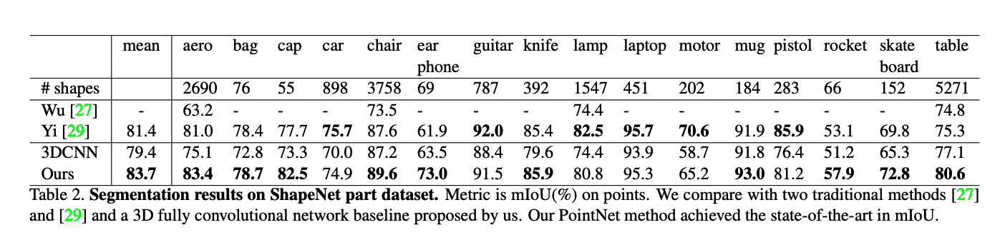 mean aero bag cap car chair ear guitar knife lamp laptop motor mug pistol rocket skate table
phone board
# shapes 2690 76 55 898 3758 69 787 392 1547 451 202 184 283 66 152 5271
Wu [27] - 63.2 - - - 73.5 - - - 74.4 - - - - - - 74.8
Yi [29] 81.4 81.0 78.4 77.7 75.7 87.6 61.9 92.0 85.4 82.5 95.7 70.6 91.9 85.9 53.1 69.8 75.3
3DCNN 79.4 75.1 72.8 73.3 70.0 87.2 63.5 88.4 79.6 74.4 93.9 58.7 91.8 76.4 51.2 65.3 77.1
Ours 83.7 83.4 78.7 82.5 74.9 89.6 73.0 91.5 85.9 80.8 95.3 65.2 93.0 81.2 57.9 72.8 80.6
Table 2. Segmentation results on ShapeNet part dataset. Metric is mIoU(%) on points. We compare with two traditional methods [27]
and [29] and a 3D fully convolutional network baseline proposed by us. Our PointNet method achieved the state-of-the-art in mIoU.